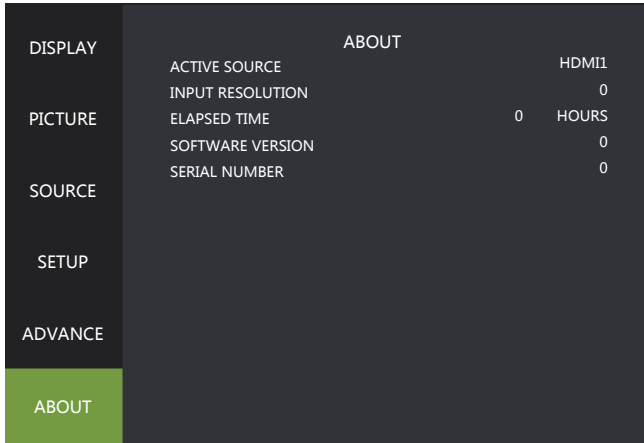 DISPLAY
PICTURE
SOURCE
SETUP
ADVANCE
ABOUT
ABOUT
ACTIVE SOURCE HDMI1
INPUT RESOLUTION 0
ELAPSED TIME 0 HOURS
SOFTWARE VERSION 0
SERIAL NUMBER 0